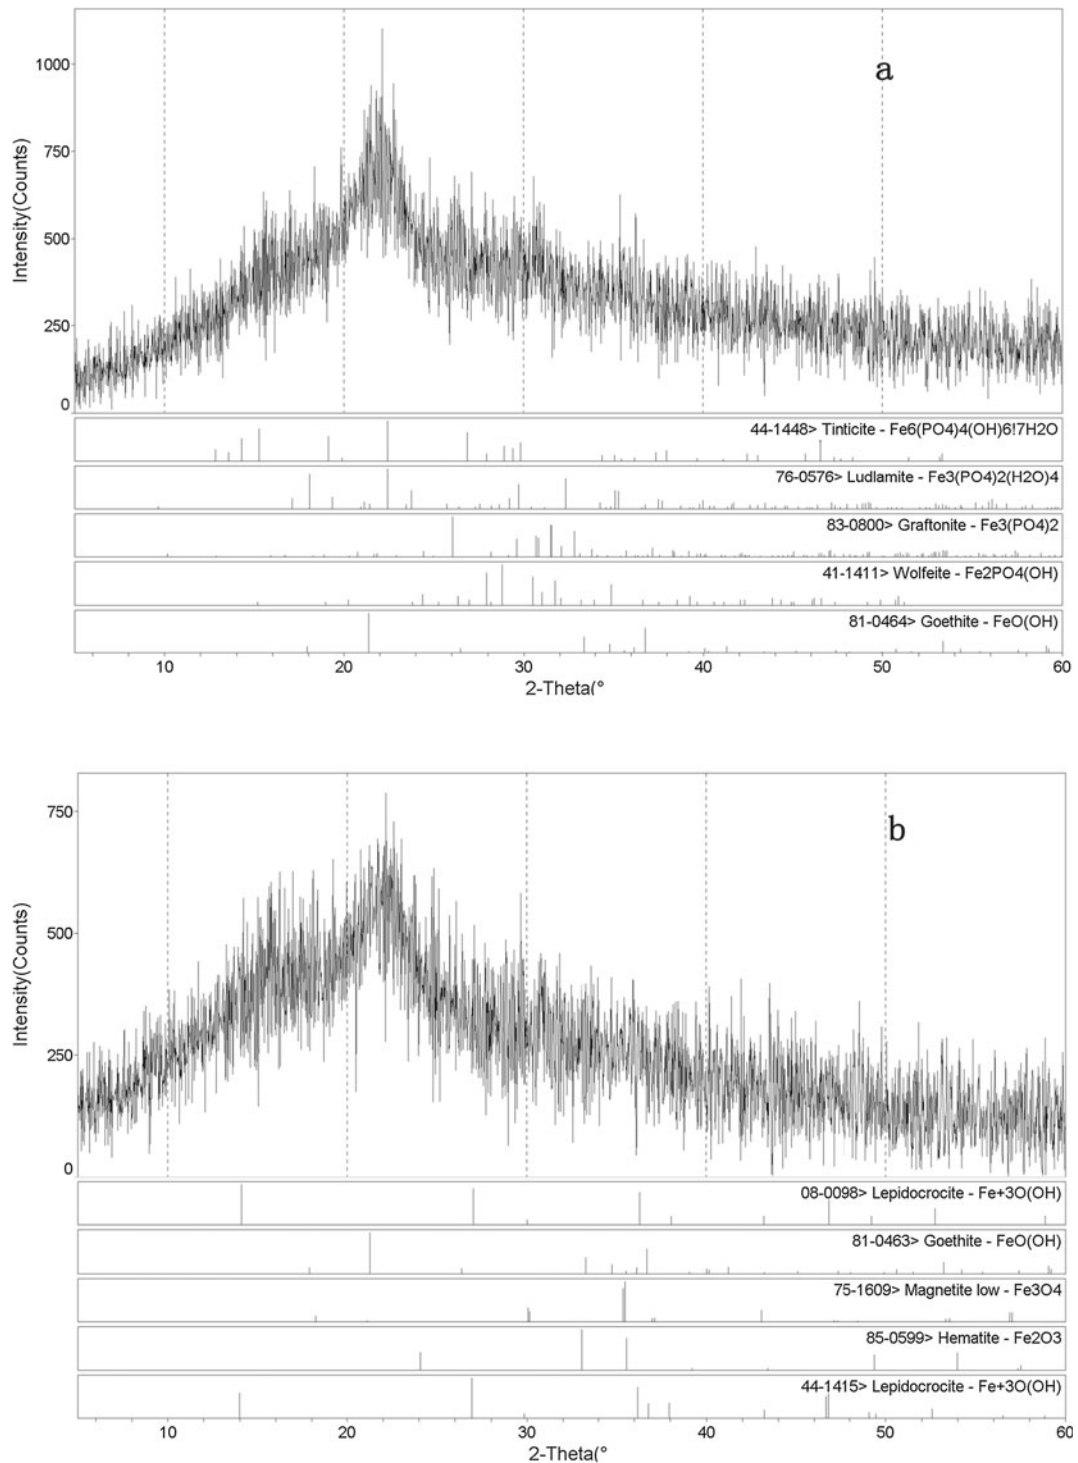 a
Intensity(Counts)
1000
750
500
250
0
44-1448> Tinticite - Fe6(PO4)4(OH)6!7H2O
76-0576> Ludlamite - Fe3(PO4)2(H2O)4
83-0800> Graftonite - Fe3(PO4)2
41-1411> Wolfeite - Fe2PO4(OH)
81-0464> Goethite - FeO(OH)
10 20 30 40 50 60
2-Theta(°
b
Intensity(Counts)
750
500
250
0
08-0098> Lepidocrocite - Fe+3O(OH)
81-0463> Goethite - FeO(OH)
75-1609> Magnetite low - Fe3O4
85-0599> Hematite - Fe2O3
44-1415> Lepidocrocite - Fe+3O(OH)
10 20 30 40 50 60
2-Theta(°